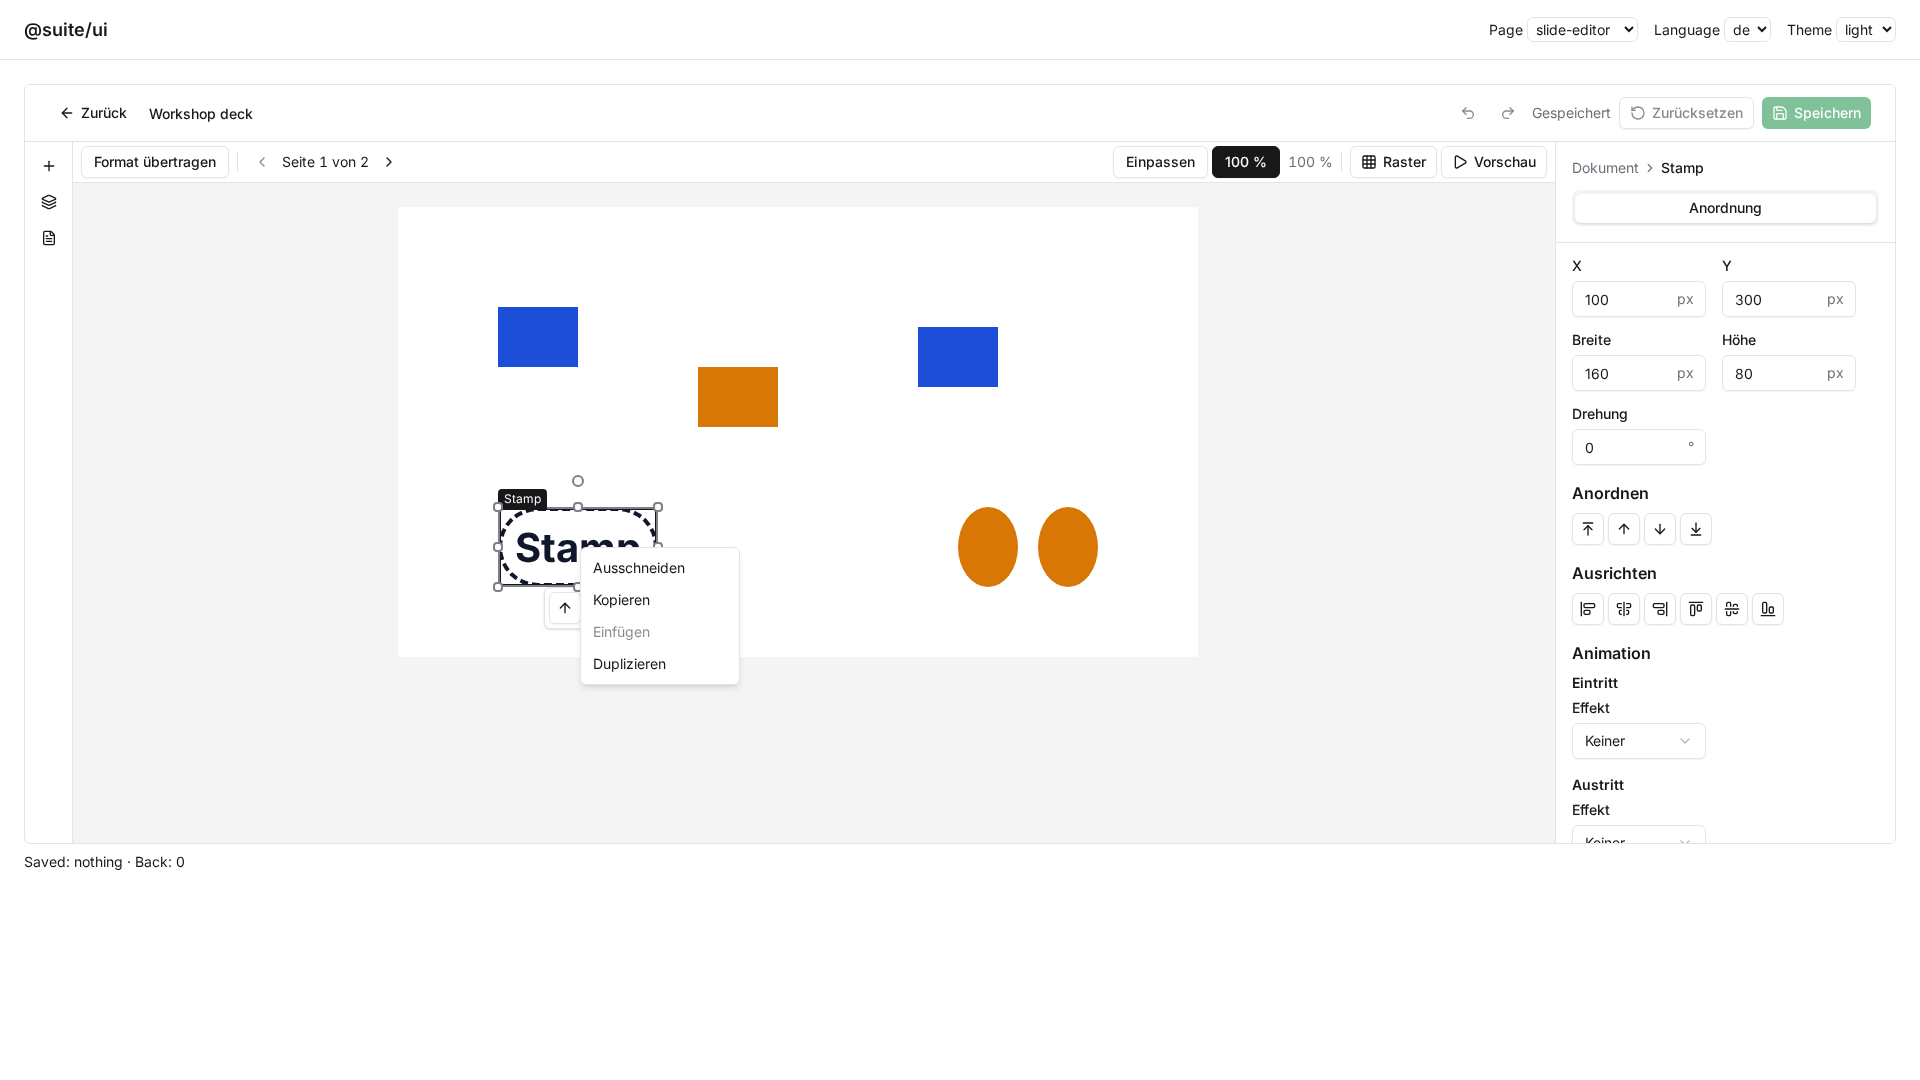 @suite/ui
Page slide-editor Language de Theme light
Zurück Workshop deck Gespeichert Zurücksetzen Speichern
Format übertragen Seite 1 von 2 Einpassen 100 % 100 % Raster Vorschau
Dokument Stamp
Anordnung
X Y
100 px 300 px
Breite Höhe
160 px 80 px
Drehung
0 °
Anordnen
Ausrichten
Animation
Eintritt
Effekt
Keiner
Austritt
Effekt
Keiner
Stamp
Stamp
Ausschneiden
Kopieren
Einfügen
Duplizieren
Saved: nothing · Back: 0